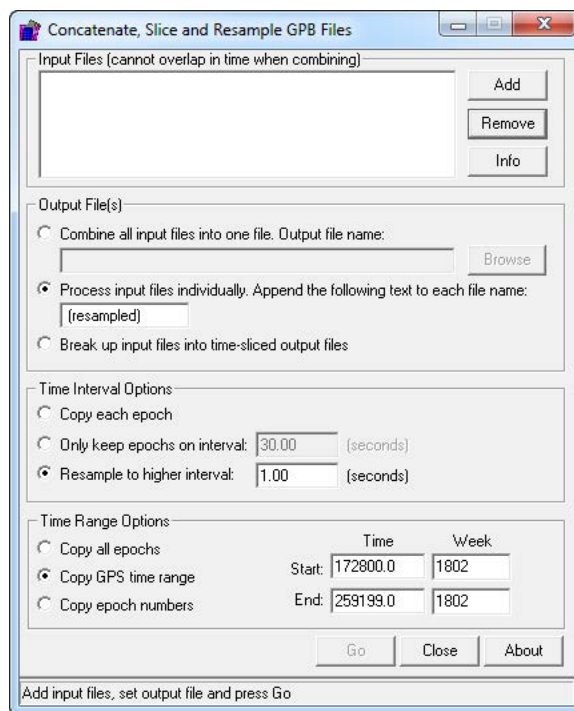 Concatenate, Slice and Resample GPB Files
Input Files (cannot overlap in time when combining)
Add
Remove
Info
Output File(s)
Combine all input files into one file. Output file name:
Browse
Process input files individually. Append the following text to each file name:
(resampled)
Break up input files into time-sliced output files
Time Interval Options
Copy each epoch
Only keep epochs on interval: 30.00 (seconds)
Resample to higher interval: 1.00 (seconds)
Time Range Options
Copy all epochs
Time Week
Copy GPS time range
Start: 172800.0 1802
Copy epoch numbers
End: 259199.0 1802
Go Close About
Add input files, set output file and press Go